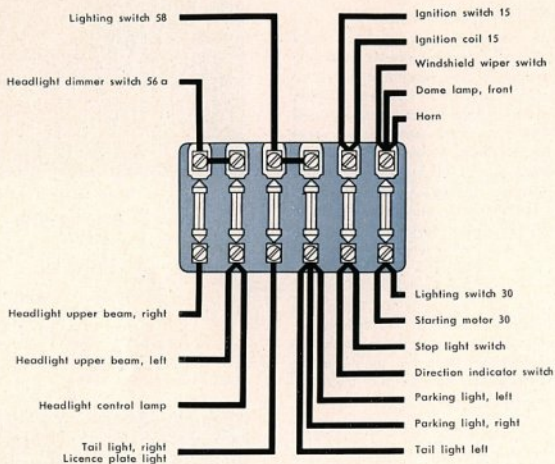 Lighting switch 58
Headlight dimmer switch 56 a
Ignition switch 15
Ignition coil 15
Windshield wiper switch
Dome lamp, front
Horn
Headlight upper beam, right
Headlight upper beam, left
Headlight control lamp
Tail light, right
Licence plate light
Lighting switch 30
Starting motor 30
Stop light switch
Direction indicator switch
Parking light, left
Parking light, right
Tail light left